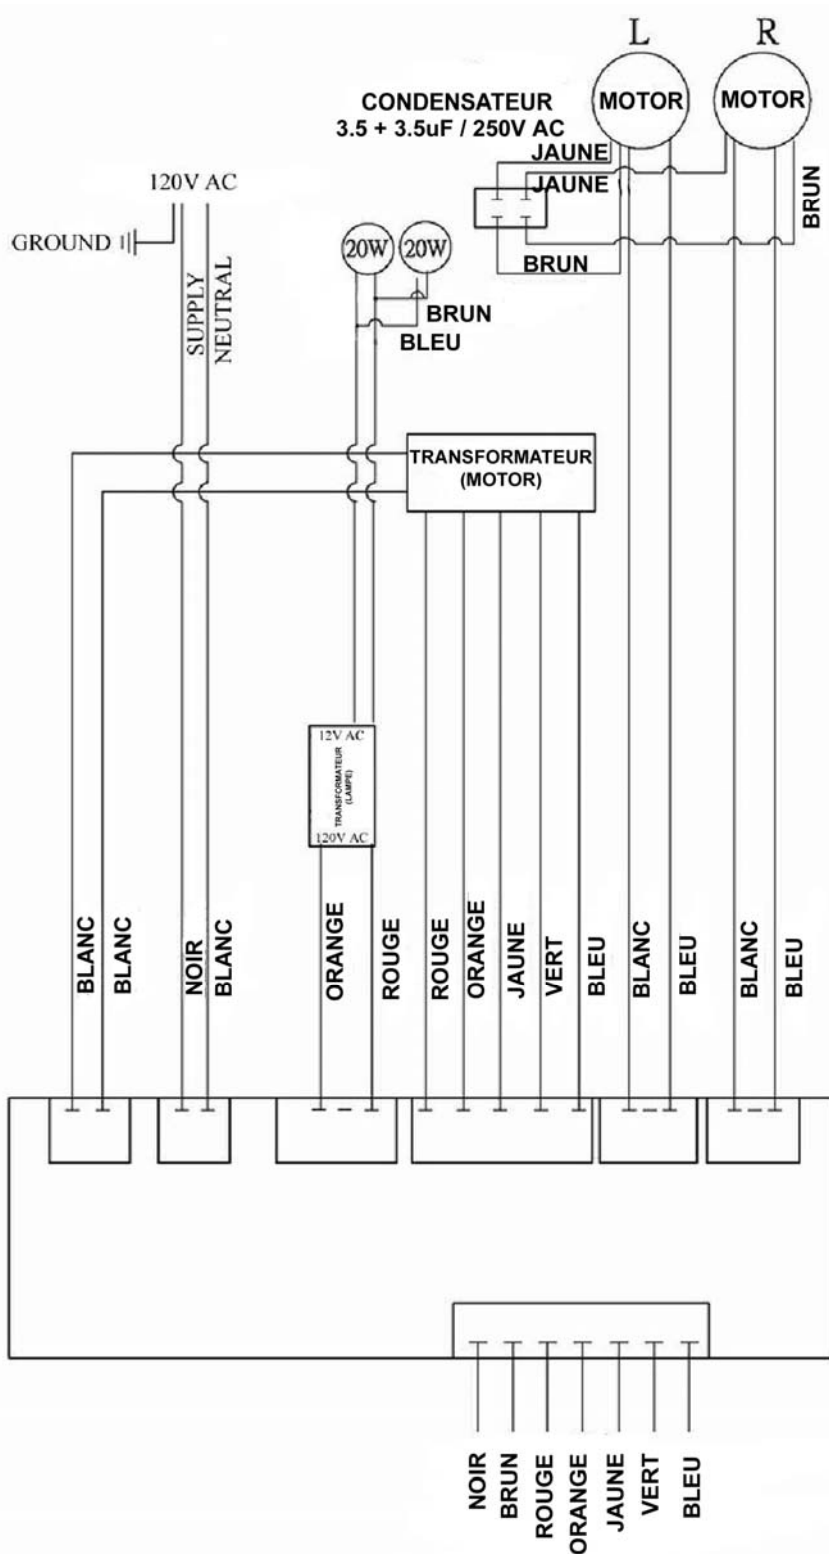 L
R
CONDENSATEUR
3.5 + 3.5uF / 250V AC
MOTOR
MOTOR
JAUNE
JAUNE
BRUN
BRUN
120V AC
GROUND
SUPPLY
NEUTRAL
20W
20W
BRUN
BLEU
TRANSFORMATEUR
(MOTOR)
12V AC
TRANSFORMATEUR
(LAMPE)
120V AC
BLANC
BLANC
NOIR
BLANC
ORANGE
ROUGE
ROUGE
ORANGE
JAUNE
VERT
BLEU
BLANC
BLEU
BLANC
BLEU
NOIR
BRUN
ROUGE
ORANGE
JAUNE
VERT
BLEU